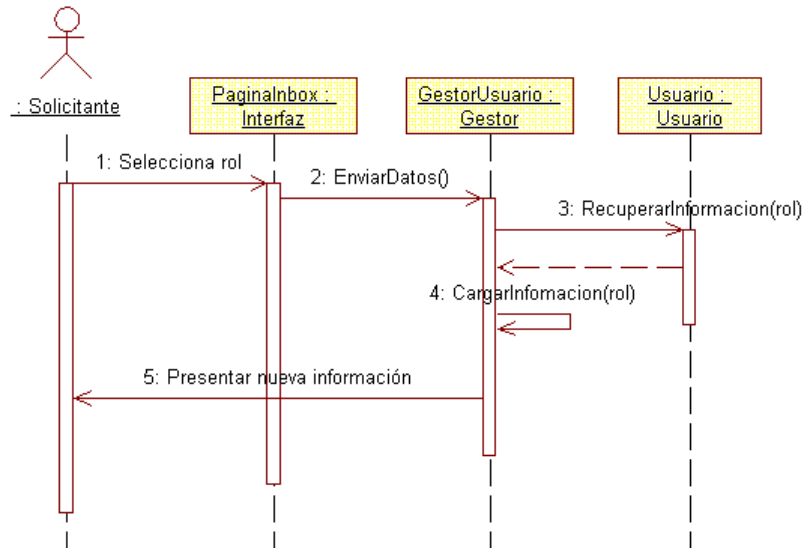 : Solicitante
PaginaInbox :
Interfaz
GestorUsuario :
Gestor
Usuario :
Usuario
1: Selecciona rol
2: EnviarDatos()
3: RecuperarInformacion(rol)
4: CargarInfomacion(rol)
5: Presentar nueva información